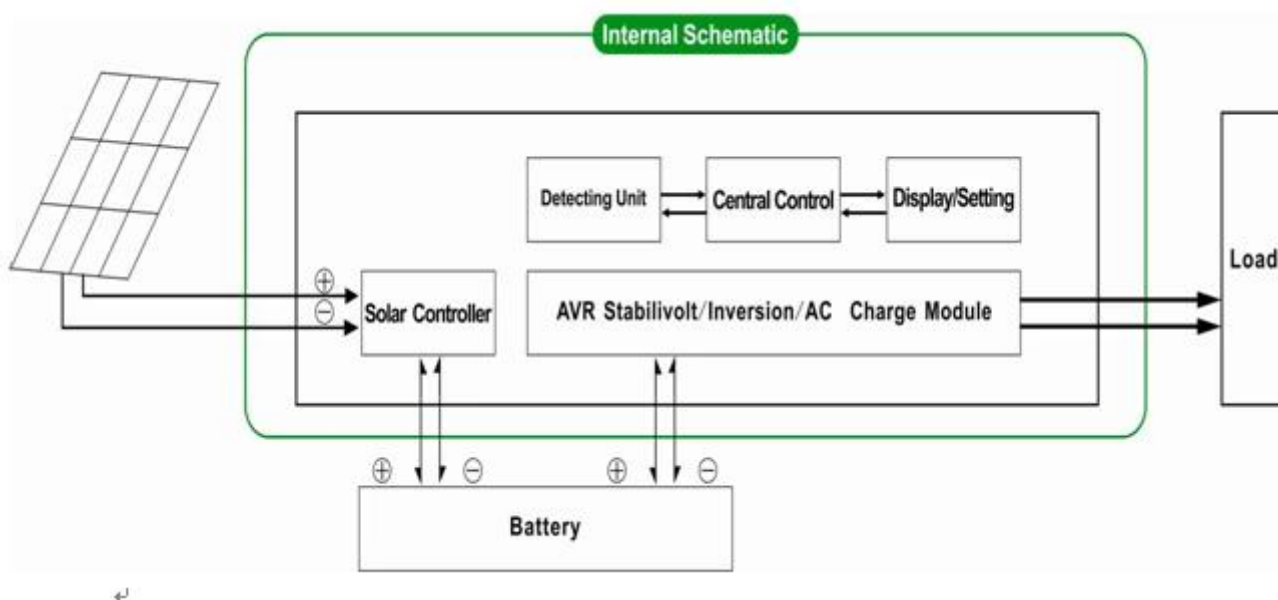 Internal Schematic
Detecting Unit
Central Control
Display/Setting
Load
⊕
⊖
Solar Controller
AVR Stabilivolt/Inversion/AC Charge Module
⊕ ⊖ ⊕ ⊖
Battery
↵